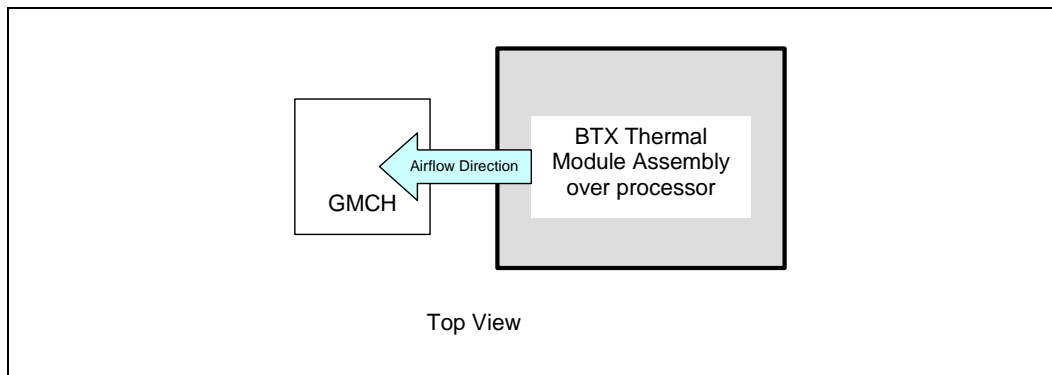 BTX Thermal
Module Assembly
over processor
Airflow Direction
GMCH
Top View